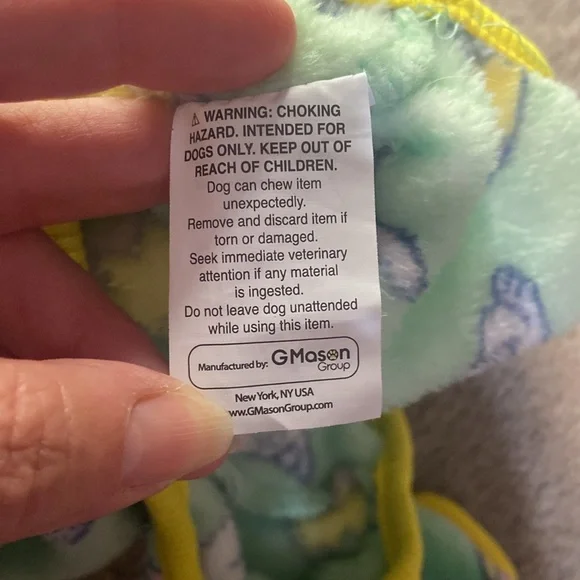 ⚠ WARNING: CHOKING
HAZARD. INTENDED FOR
DOGS ONLY. KEEP OUT OF
REACH OF CHILDREN.
Dog can chew item
unexpectedly.
Remove and discard item if
torn or damaged.
Seek immediate veterinary
attention if any material
is ingested.
Do not leave dog unattended
while using this item.
Manufactured by: GMason
Group
New York, NY USA
ww.GMasonGroup.com